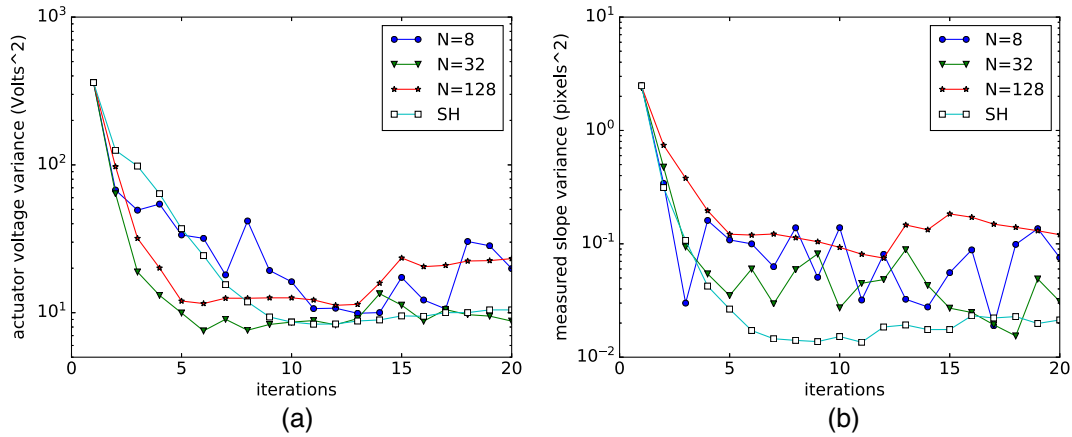 actuator voltage variance (Volts^2)
10^3
10^2
10^1
0
5
10
15
20
iterations
N=8
N=32
N=128
SH
(a)
measured slope variance (pixels^2)
10^1
10^0
10^-1
10^-2
0
5
10
15
20
iterations
N=8
N=32
N=128
SH
(b)